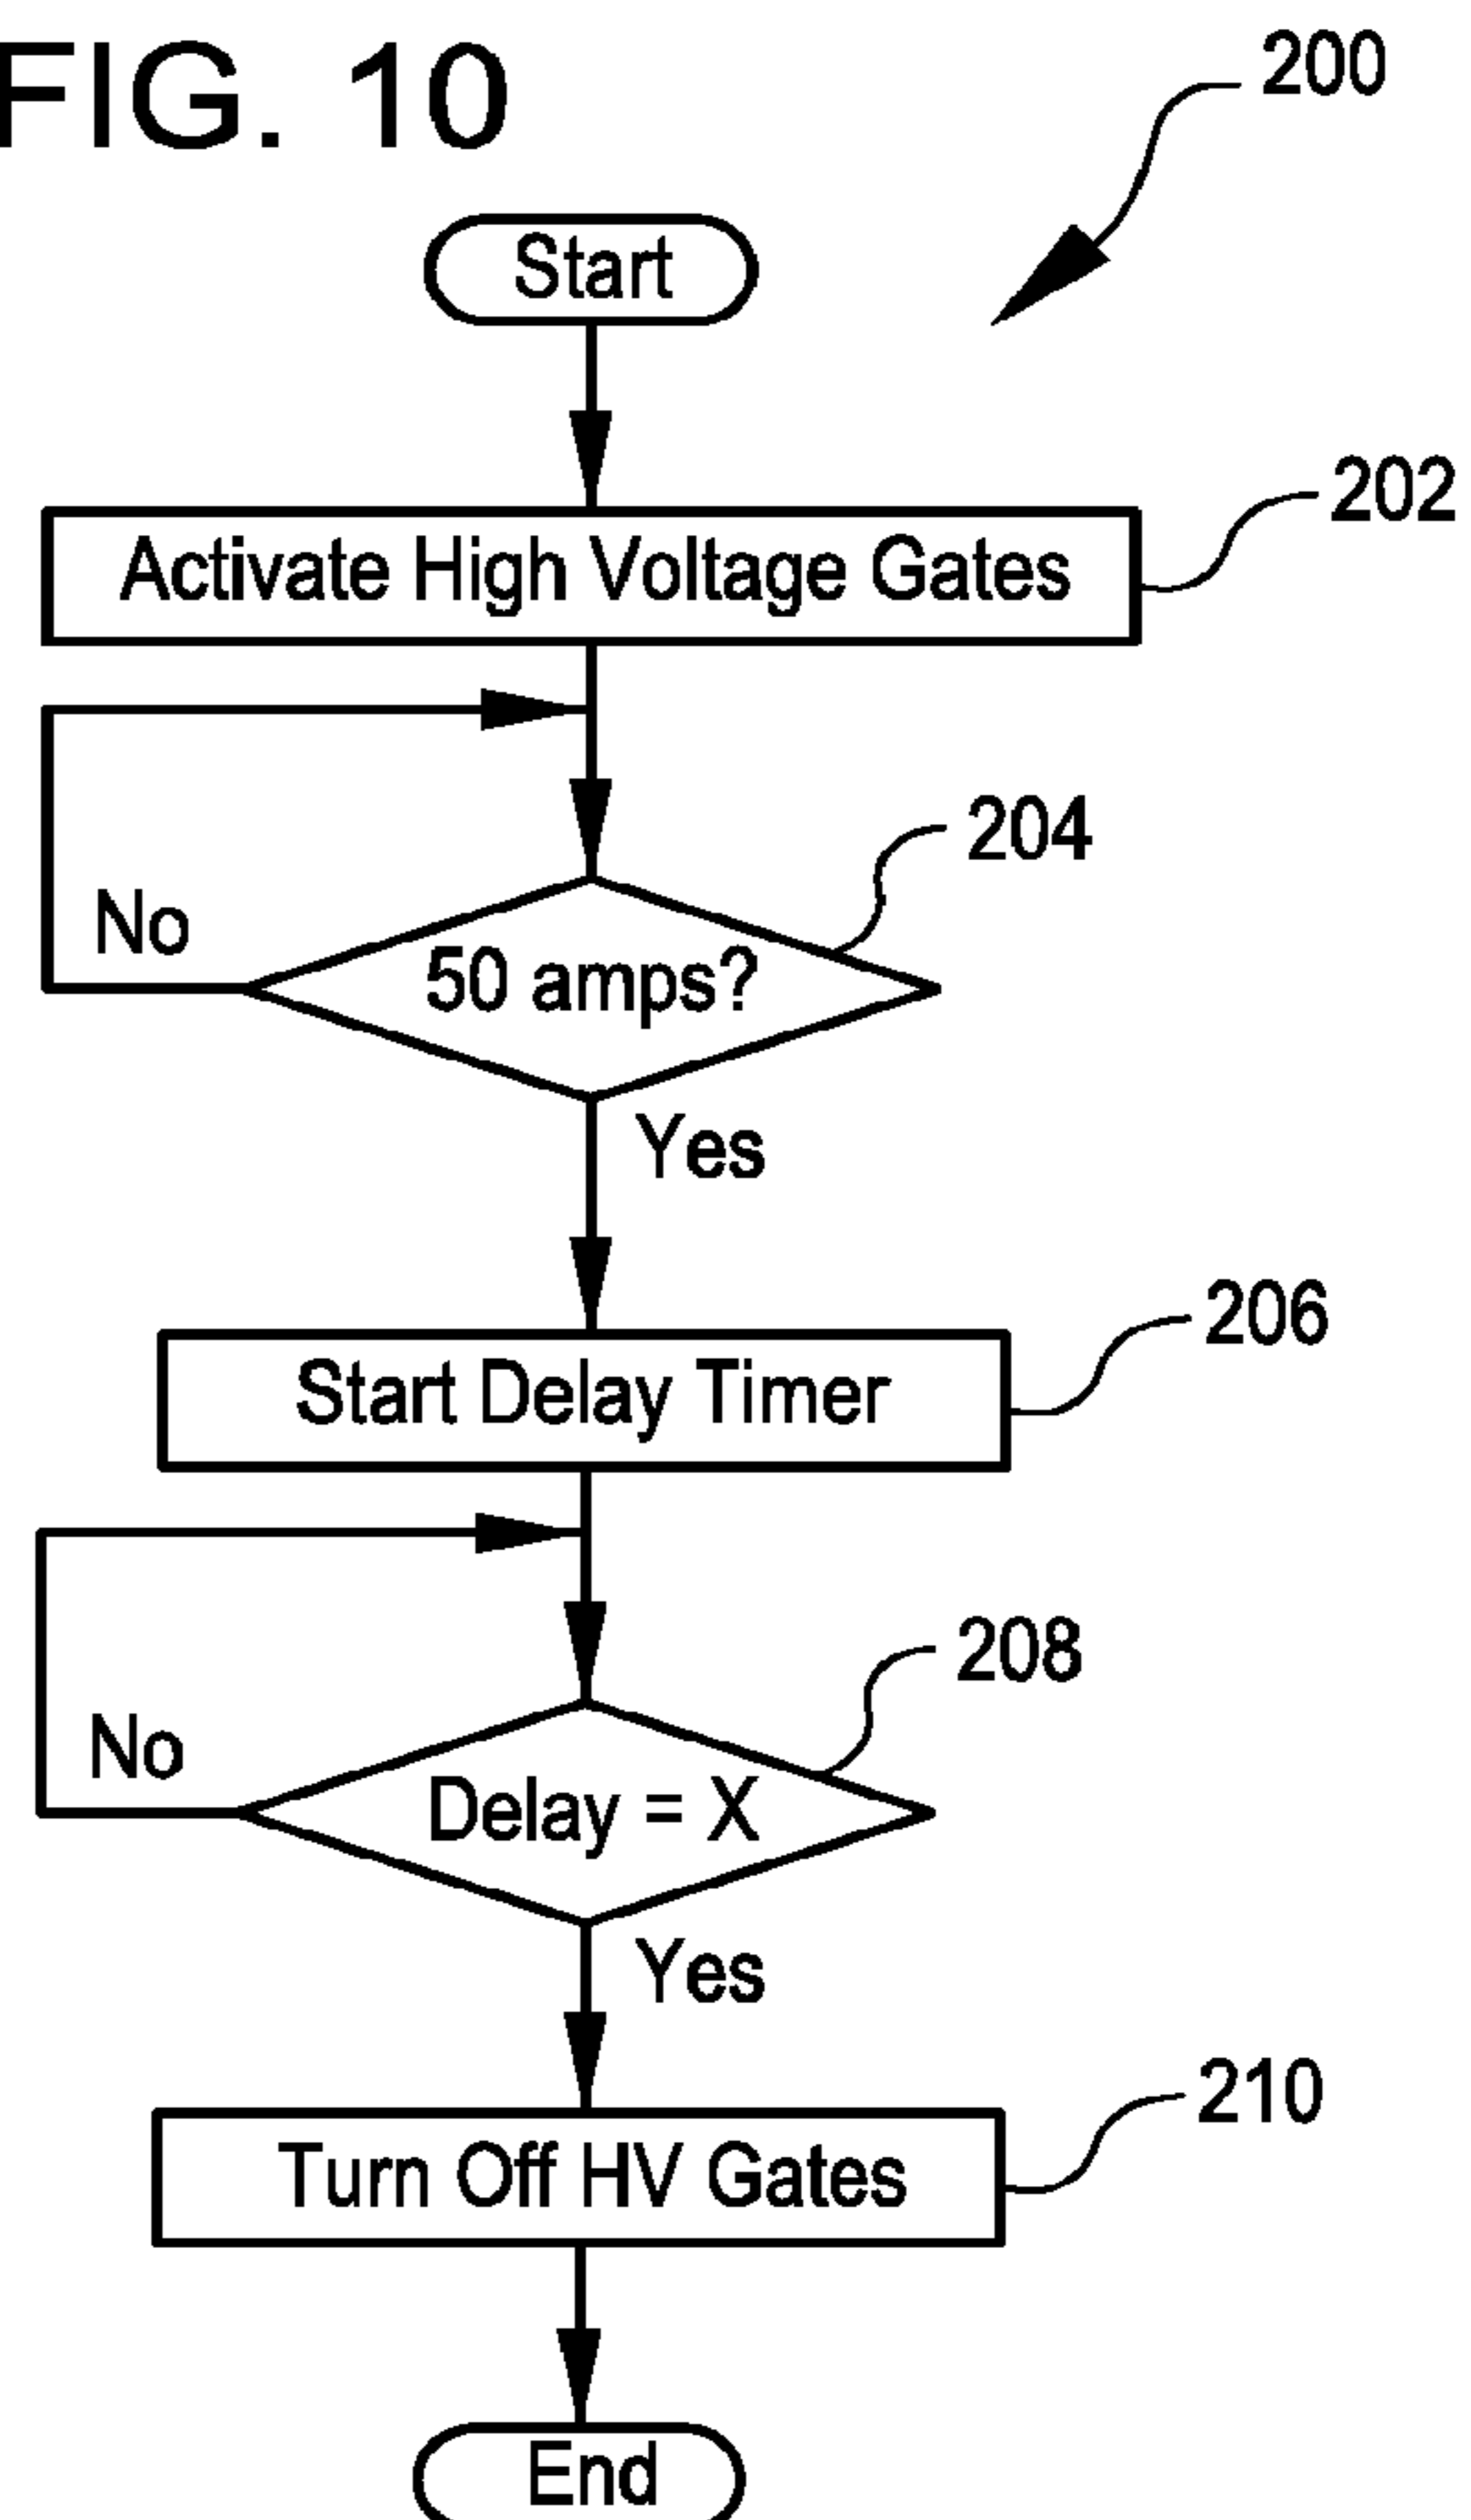 FIG. 10
200
Start
202
Activate High Voltage Gates
204
No
50 amps?
Yes
206
Start Delay Timer
208
No
Delay = X
Yes
210
Turn Off HV Gates
End